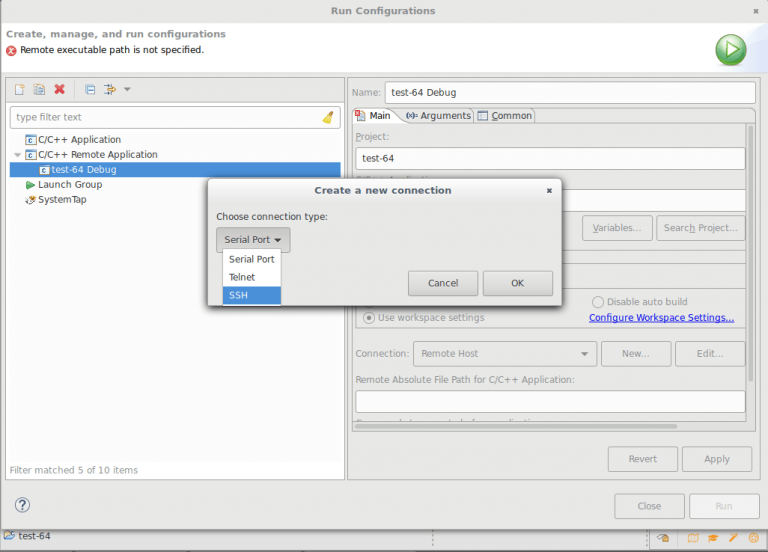 Run Configurations
Create, manage, and run configurations
Remote executable path is not specified.
Name: test-64 Debug
type filter text
Main
Arguments
Common
C/C++ Application
C/C++ Remote Application
test-64 Debug
Launch Group
SystemTap
Project:
test-64
Create a new connection
Choose connection type:
Serial Port
Serial Port
Telnet
SSH
Cancel
OK
Variables...
Search Project...
Disable auto build
Use workspace settings
Configure Workspace Settings...
Connection: Remote Host
New...
Edit...
Remote Absolute File Path for C/C++ Application:
Revert
Apply
Filter matched 5 of 10 items
Close
Run
test-64